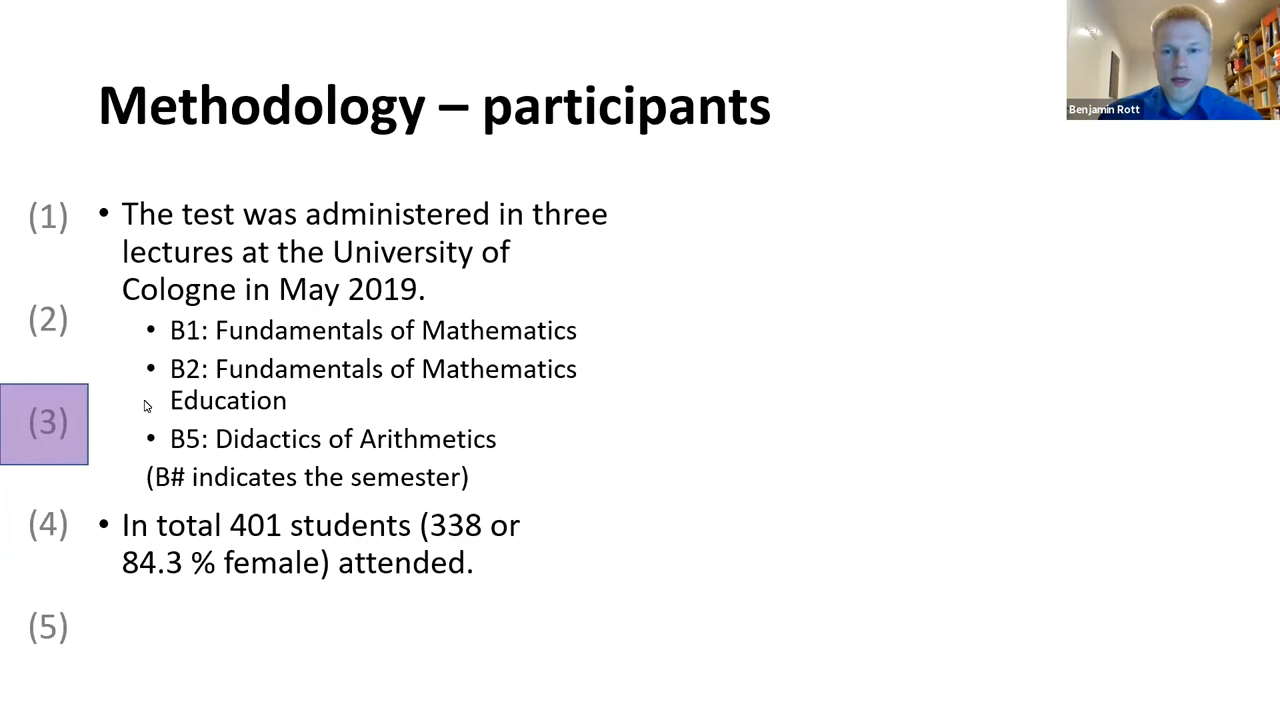 Methodology – participants
Benjamin Rott
(1)
• The test was administered in three
lectures at the University of
Cologne in May 2019.
(2)
• B1: Fundamentals of Mathematics
• B2: Fundamentals of Mathematics
Education
(3)
• B5: Didactics of Arithmetics
(B# indicates the semester)
(4)
• In total 401 students (338 or
84.3 % female) attended.
(5)